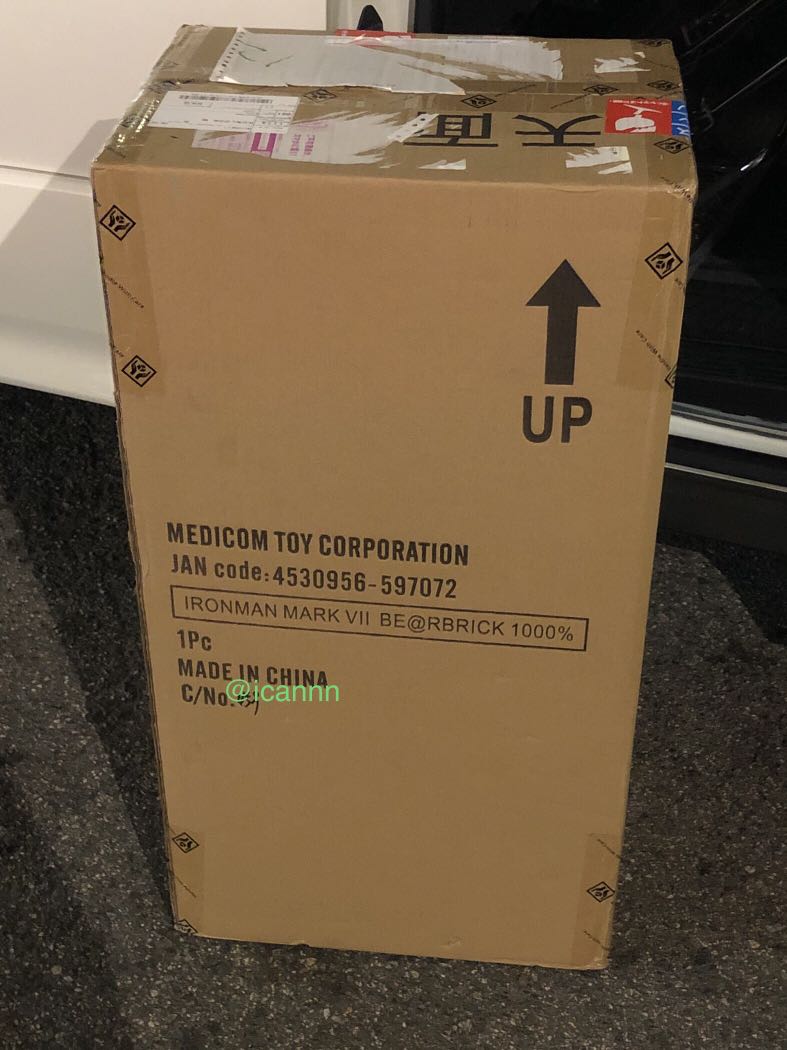 天面
UP
MEDICOM TOY CORPORATION
JAN code:4530956-597072
IRONMAN MARK VII BE@RBRICK 1000%
1Pc
MADE IN CHINA
C/No.
@icannn